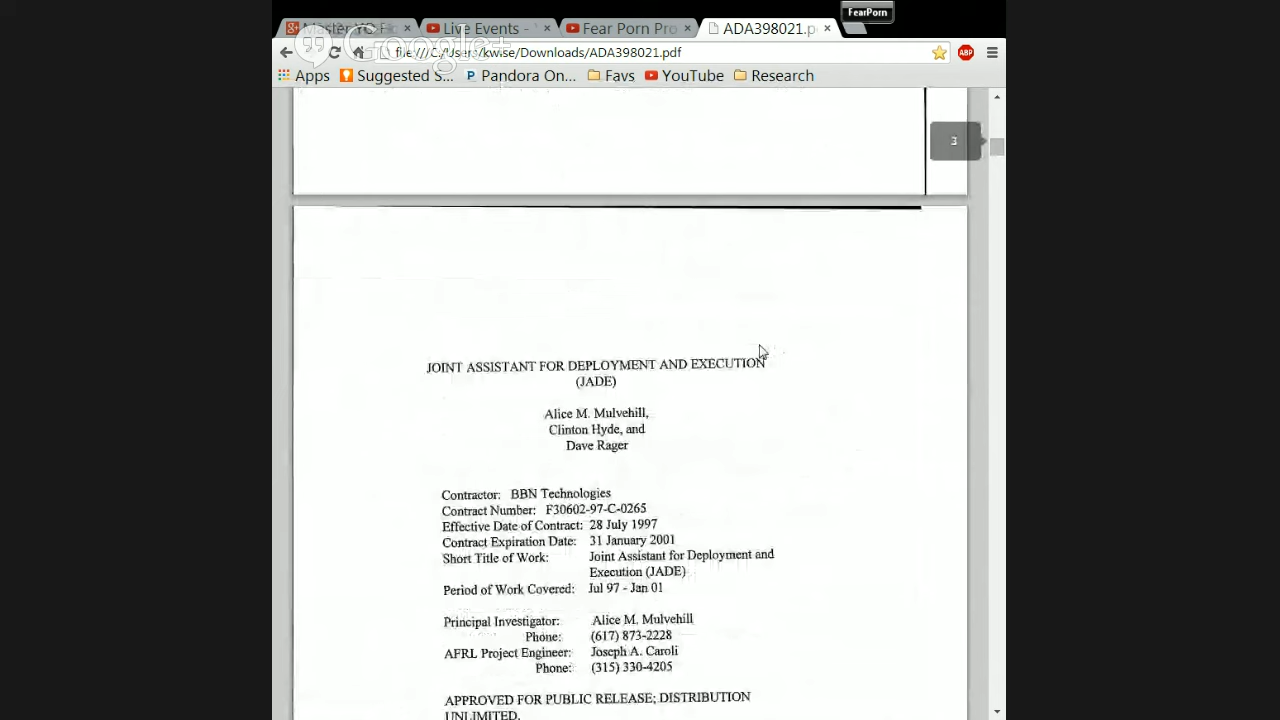 FearPorn
Live Events -
Fear Porn Pro
ADA398021.p
Google+
file:///C:/Users/kwise/Downloads/ADA398021.pdf
ABP
Apps
Suggested S...
Pandora On...
Favs
YouTube
Research
3
JOINT ASSISTANT FOR DEPLOYMENT AND EXECUTION
(JADE)
Alice M. Mulvehill,
Clinton Hyde, and
Dave Rager
Contractor: BBN Technologies
Contract Number: F30602-97-C-0265
Effective Date of Contract: 28 July 1997
Contract Expiration Date: 31 January 2001
Short Title of Work: Joint Assistant for Deployment and
Execution (JADE)
Period of Work Covered: Jul 97 - Jan 01
Principal Investigator: Alice M. Mulvehill
Phone: (617) 873-2228
AFRL Project Engineer: Joseph A. Caroli
Phone: (315) 330-4205
APPROVED FOR PUBLIC RELEASE; DISTRIBUTION
UNLIMITED.